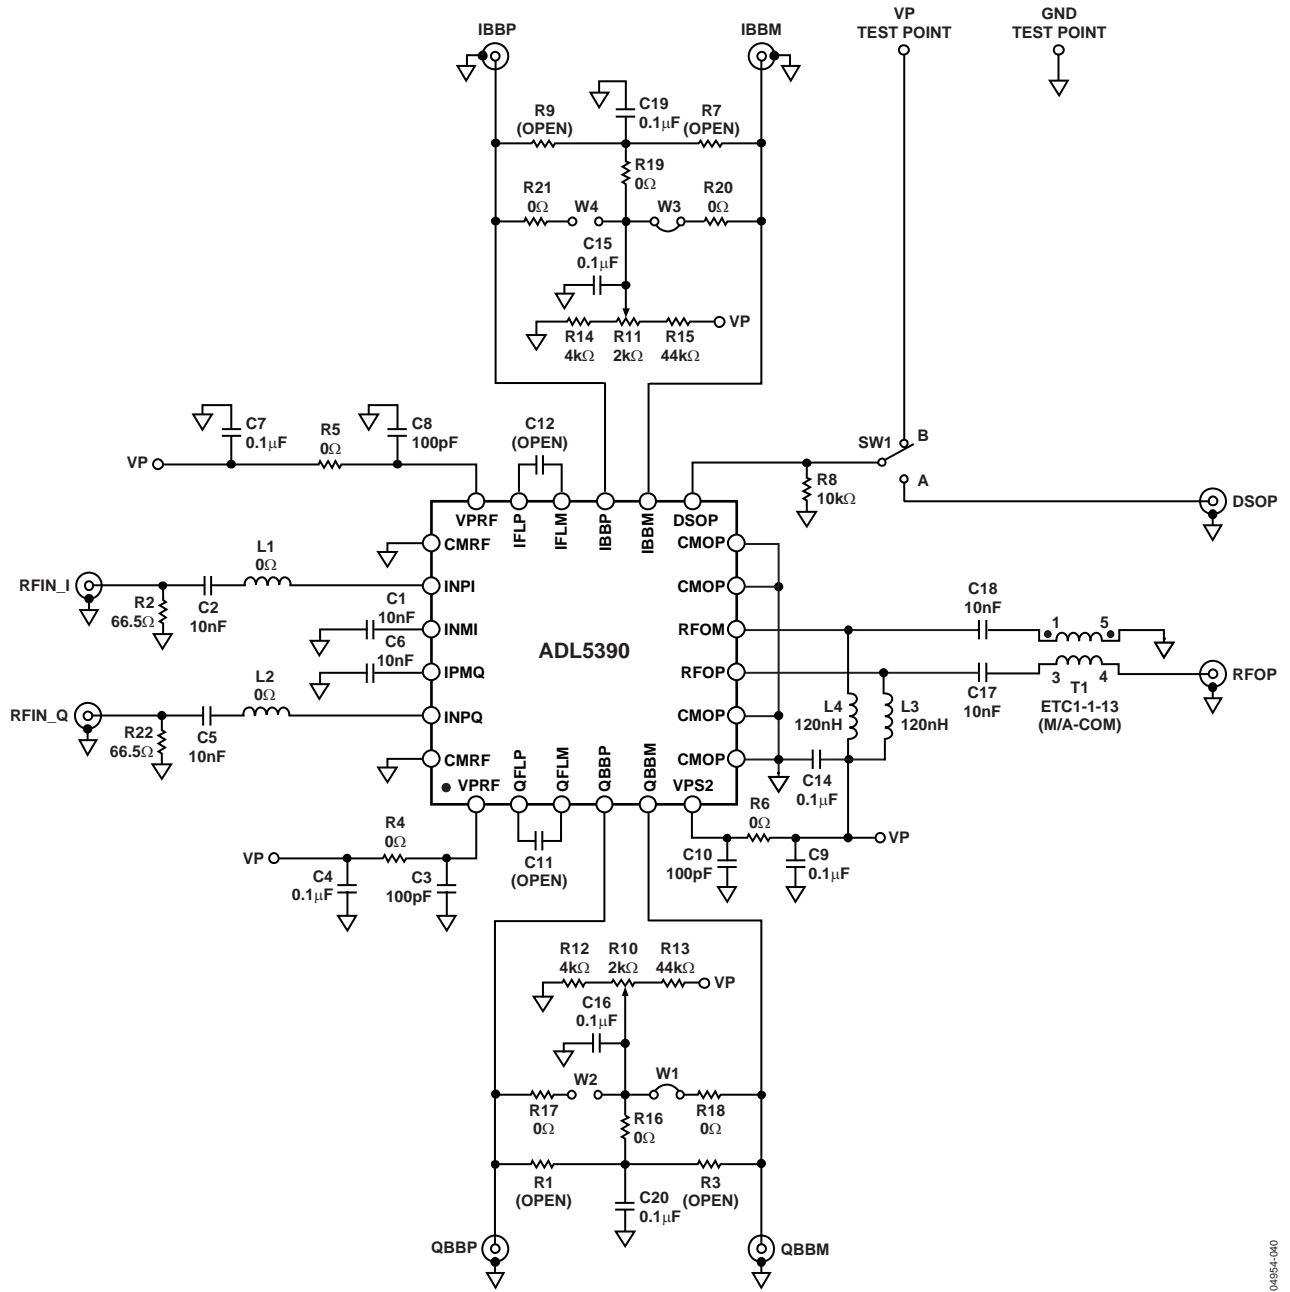 IBBP
IBBM
VP
TEST POINT
GND
TEST POINT
R9
(OPEN)
C19
0.1μF
R7
(OPEN)
R19
0Ω
R21
0Ω
W4
W3
R20
0Ω
C15
0.1μF
VP
R14
4kΩ
R11
2kΩ
R15
44kΩ
C7
0.1μF
R5
0Ω
C8
100pF
C12
(OPEN)
VP
SW1
B
A
R8
10kΩ
DSOP
VPRF
IFLP
IFLM
IBBP
IBBM
DSOP
CMRF
CMOP
L1
0Ω
RFIN_I
INPI
CMOP
R2
66.5Ω
C2
10nF
C1
10nF
INMI
RFOM
C18
10nF
1
5
C6
10nF
ADL5390
IPMQ
RFOP
C17
10nF
3
4
T1
ETC1-1-13
(M/A-COM)
RFOP
L2
0Ω
RFIN_Q
INPQ
CMOP
L4
120nH
L3
120nH
R22
66.5Ω
C5
10nF
CMRF
CMOP
C14
0.1μF
VPRF
QFLP
QFLM
QBBP
QBBM
VPS2
R6
0Ω
VP
R4
0Ω
VP
C11
(OPEN)
C10
100pF
C9
0.1μF
C4
0.1μF
C3
100pF
R12
4kΩ
R10
2kΩ
R13
44kΩ
VP
C16
0.1μF
W2
W1
R17
0Ω
R16
0Ω
R18
0Ω
R1
(OPEN)
C20
0.1μF
R3
(OPEN)
QBBP
QBBM
04954-040